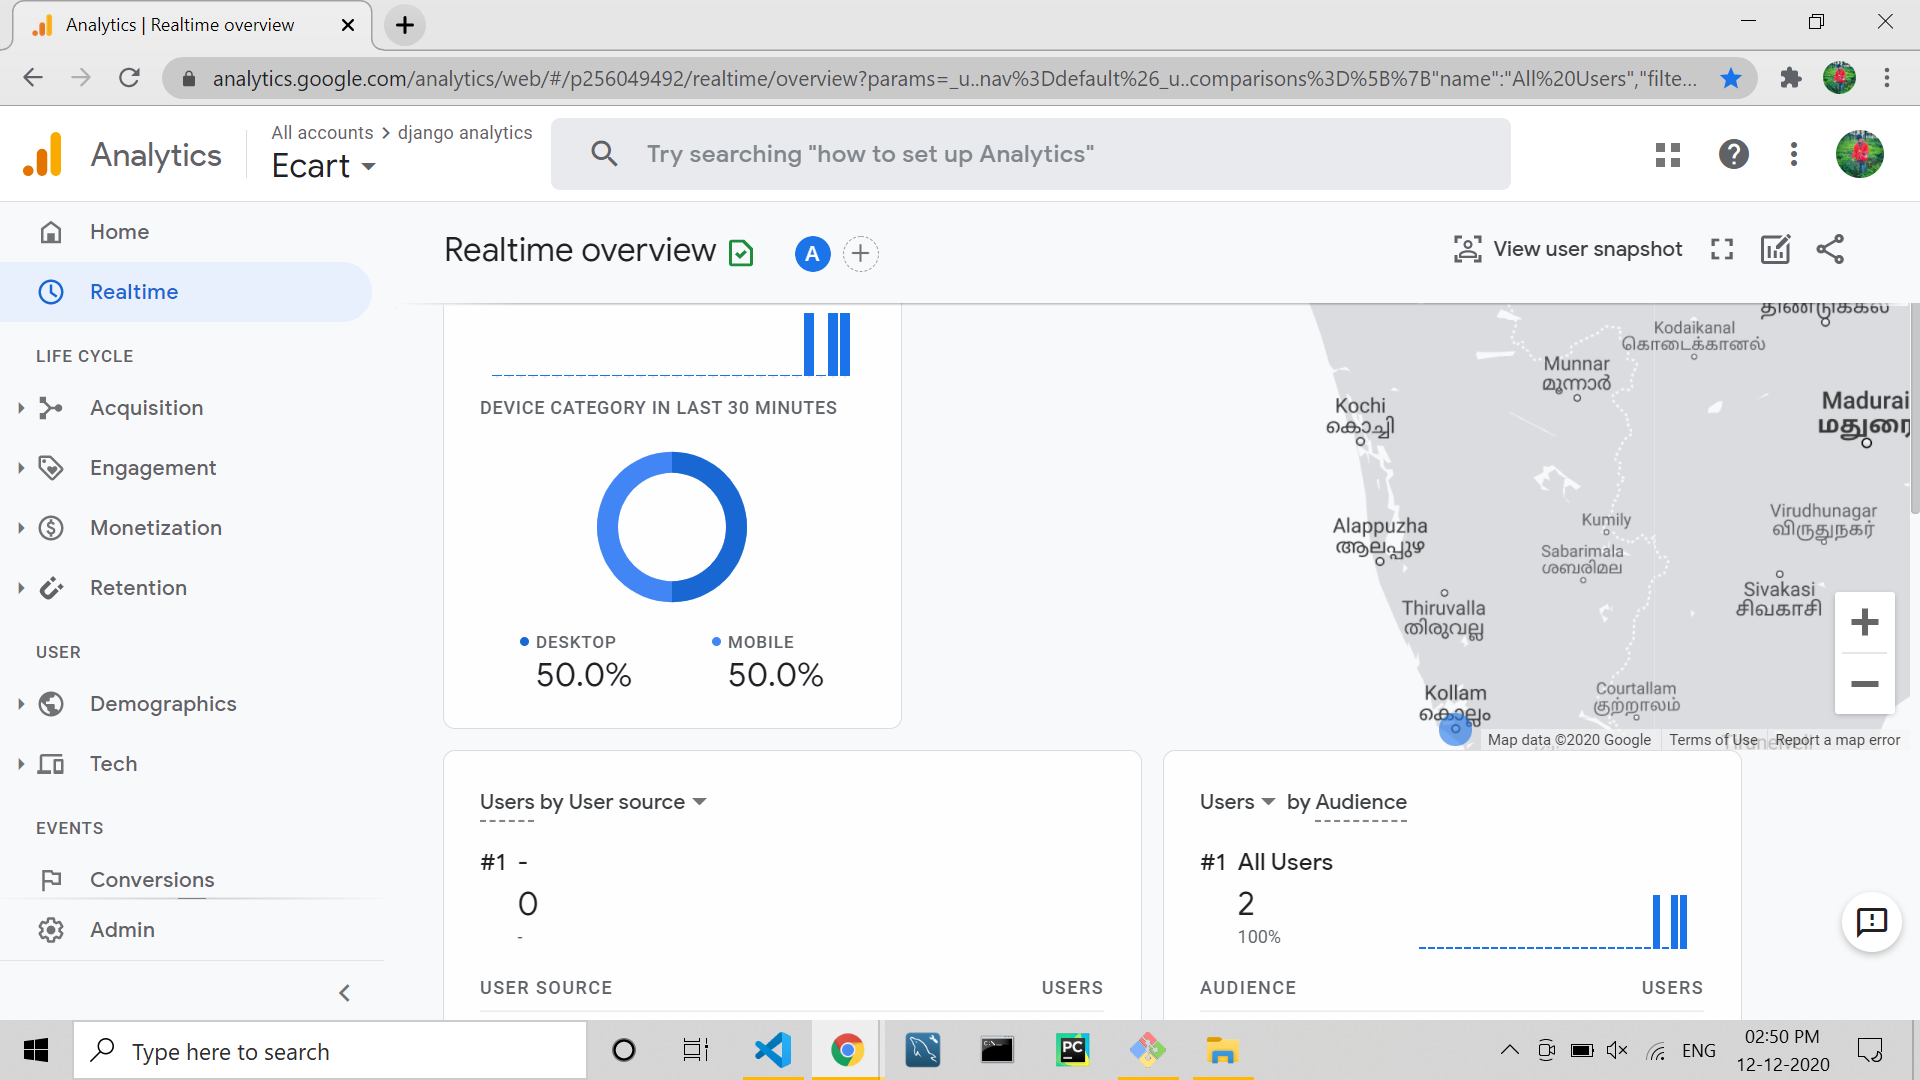 Analytics | Realtime overview
analytics.google.com/analytics/web/#/p256049492/realtime/overview?params=_u..nav%3Ddefault%26_u..comparisons%3D%5B%7B"name":"All%20Users","filte...
Analytics
All accounts > django analytics
Ecart
Try searching "how to set up Analytics"
Home
Realtime
LIFE CYCLE
Acquisition
Engagement
Monetization
Retention
USER
Demographics
Tech
EVENTS
Conversions
Admin
Realtime overview
A
View user snapshot
DEVICE CATEGORY IN LAST 30 MINUTES
DESKTOP
50.0%
MOBILE
50.0%
திண்டுக்கல்
Kodaikanal
கொடைக்கானல்
Munnar
മൂന്നാർ
Kochi
കൊച്ചി
Madurai
மதுரை
Alappuzha
ആലപ്പുഴ
Kumily
Virudhunagar
விருதுநகர்
Sabarimala
ശബരിമല
Thiruvalla
തിരുവല്ല
Sivakasi
சிவகாசி
Kollam
കൊല്ലം
Courtallam
குற்றாலம்
Map data ©2020 Google
Terms of Use
Report a map error
Users by User source
#1 -
0
-
USER SOURCE
USERS
Users by Audience
#1 All Users
2
100%
AUDIENCE
USERS
Type here to search
PC
ENG
02:50 PM
12-12-2020